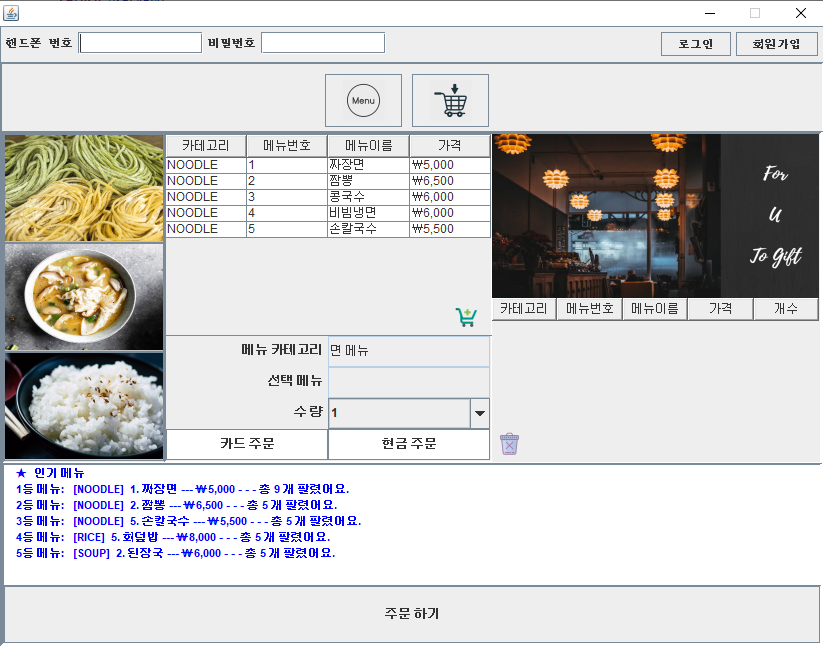 핸드폰 번호 비밀번호 로그인 회원가입
Menu
카테고리 메뉴번호 메뉴이름 가격
NOODLE 1 짜장면 ₩5,000
NOODLE 2 짬뽕 ₩6,500
NOODLE 3 콩국수 ₩6,000
NOODLE 4 비빔냉면 ₩6,000
NOODLE 5 손칼국수 ₩5,500
For
U
To Gift
카테고리 메뉴번호 메뉴이름 가격 개수
메뉴 카테고리 면 메뉴
선택 메뉴
수 량 1
카드 주문 현금 주문
★ 인기 메뉴
1등 메뉴: [NOODLE] 1. 짜장면 --- ₩5,000 - - - 총 9 개 팔렸어요.
2등 메뉴: [NOODLE] 2. 짬뽕 --- ₩6,500 - - - 총 5 개 팔렸어요.
3등 메뉴: [NOODLE] 5. 손칼국수 --- ₩5,500 - - - 총 5 개 팔렸어요.
4등 메뉴: [RICE] 5. 회덮밥 --- ₩8,000 - - - 총 5 개 팔렸어요.
5등 메뉴: [SOUP] 2. 된장국 --- ₩6,000 - - - 총 5 개 팔렸어요.
주문 하기